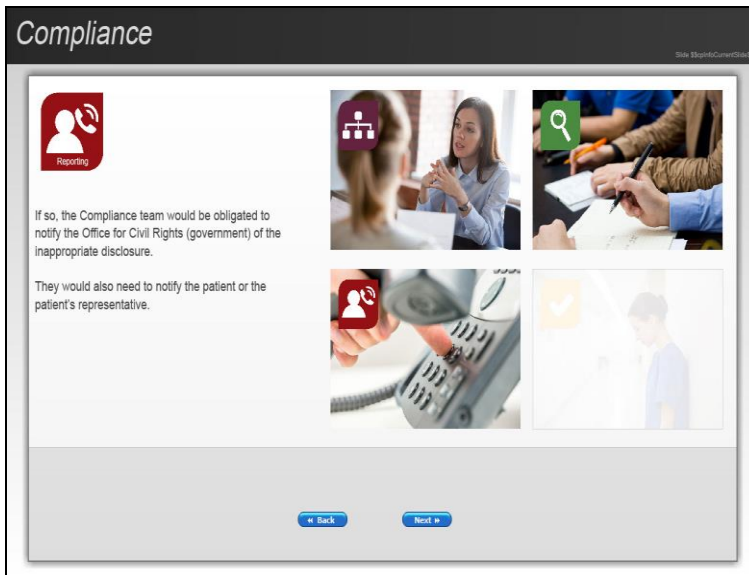 Compliance
Slide $$cpInfoCurrentSlide$
Reporting
If so, the Compliance team would be obligated to
notify the Office for Civil Rights (government) of the
inappropriate disclosure.
They would also need to notify the patient or the
patient's representative.
Back
Next